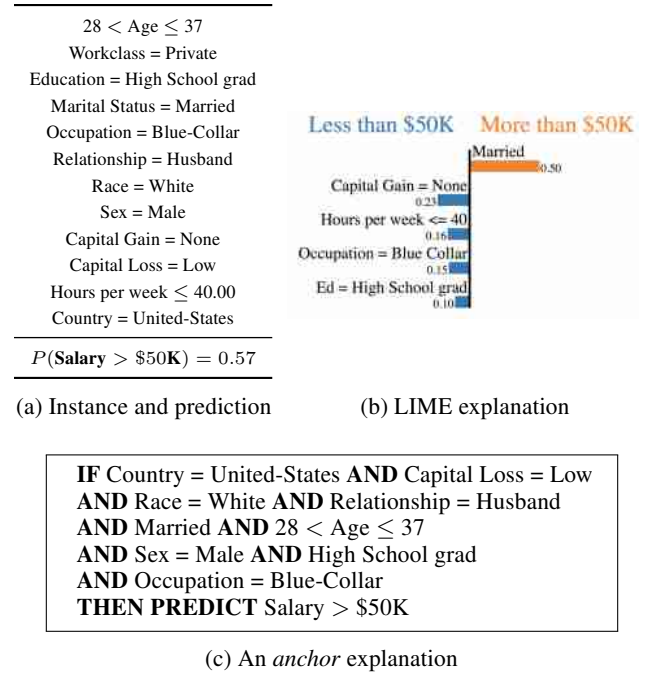 28 < Age ≤ 37
Workclass = Private
Education = High School grad
Marital Status = Married
Occupation = Blue-Collar
Relationship = Husband
Race = White
Sex = Male
Capital Gain = None
Capital Loss = Low
Hours per week ≤ 40.00
Country = United-States
P(Salary > $50K) = 0.57
(a) Instance and prediction
Less than $50K More than $50K
Married
0.50
Capital Gain = None
0.23
Hours per week <= 40
0.16
Occupation = Blue Collar
0.15
Ed = High School grad
0.10
(b) LIME explanation
IF Country = United-States AND Capital Loss = Low
AND Race = White AND Relationship = Husband
AND Married AND 28 < Age ≤ 37
AND Sex = Male AND High School grad
AND Occupation = Blue-Collar
THEN PREDICT Salary > $50K
(c) An anchor explanation